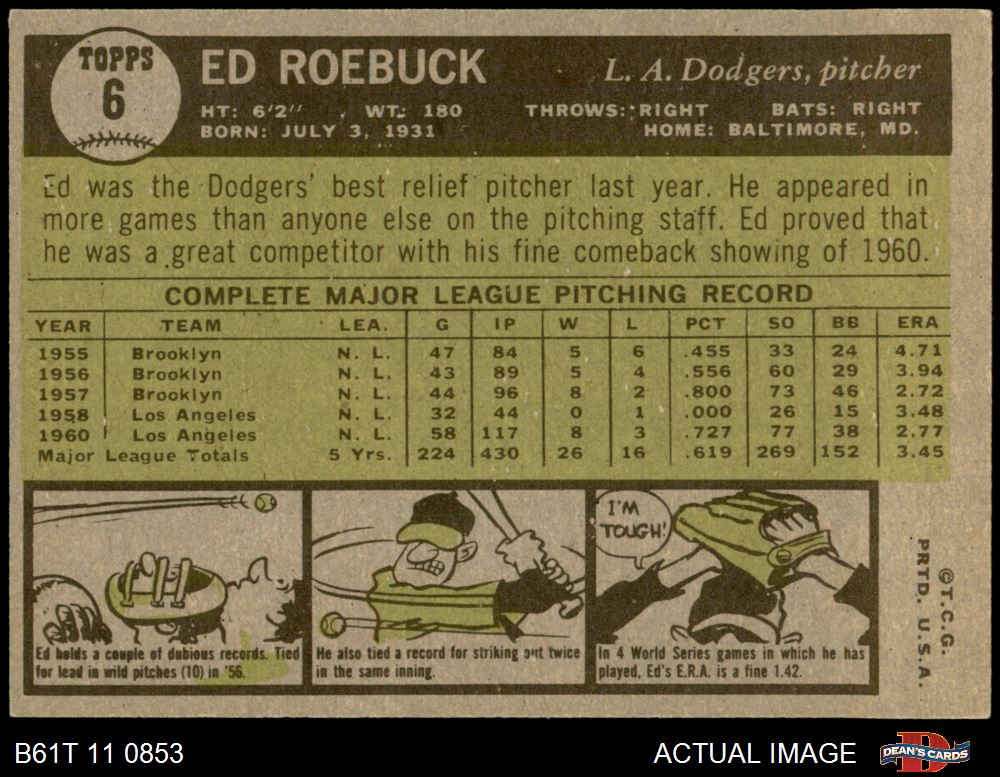 TOPPS
6
ED ROEBUCK
L. A. Dodgers, pitcher
HT: 6'2" WT: 180 THROWS: RIGHT BATS: RIGHT
BORN: JULY 3, 1931 HOME: BALTIMORE, MD.
Ed was the Dodgers' best relief pitcher last year. He appeared in
more games than anyone else on the pitching staff. Ed proved that
he was a great competitor with his fine comeback showing of 1960.
COMPLETE MAJOR LEAGUE PITCHING RECORD
YEAR TEAM LEA. G IP W L PCT SO BB ERA
1955 Brooklyn N. L. 47 84 5 6 .455 33 24 4.71
1956 Brooklyn N. L. 43 89 5 4 .556 60 29 3.94
1957 Brooklyn N. L. 44 96 8 2 .800 73 46 2.72
1958 Los Angeles N. L. 32 44 0 1 .000 26 15 3.48
1960 Los Angeles N. L. 58 117 8 3 .727 77 38 2.77
Major League Totals 5 Yrs. 224 430 26 16 .619 269 152 3.45
Ed holds a couple of dubious records. Tied
for lead in wild pitches (10) in '56.
He also tied a record for striking out twice
in the same inning.
I'M
TOUGH!
In 4 World Series games in which he has
played, Ed's E.R.A. is a fine 1.42.
©T.C.G.
PRTD. U.S.A.
B61T 11 0853
ACTUAL IMAGE
DEAN'S CARDS